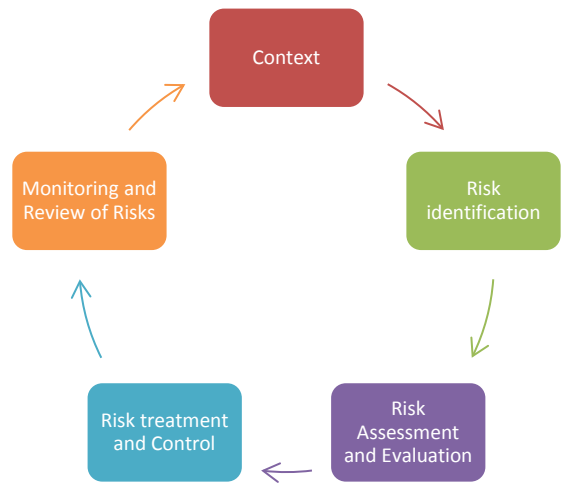 Context
Risk
identification
Risk
Assessment
and Evaluation
Risk treatment
and Control
Monitoring and
Review of Risks